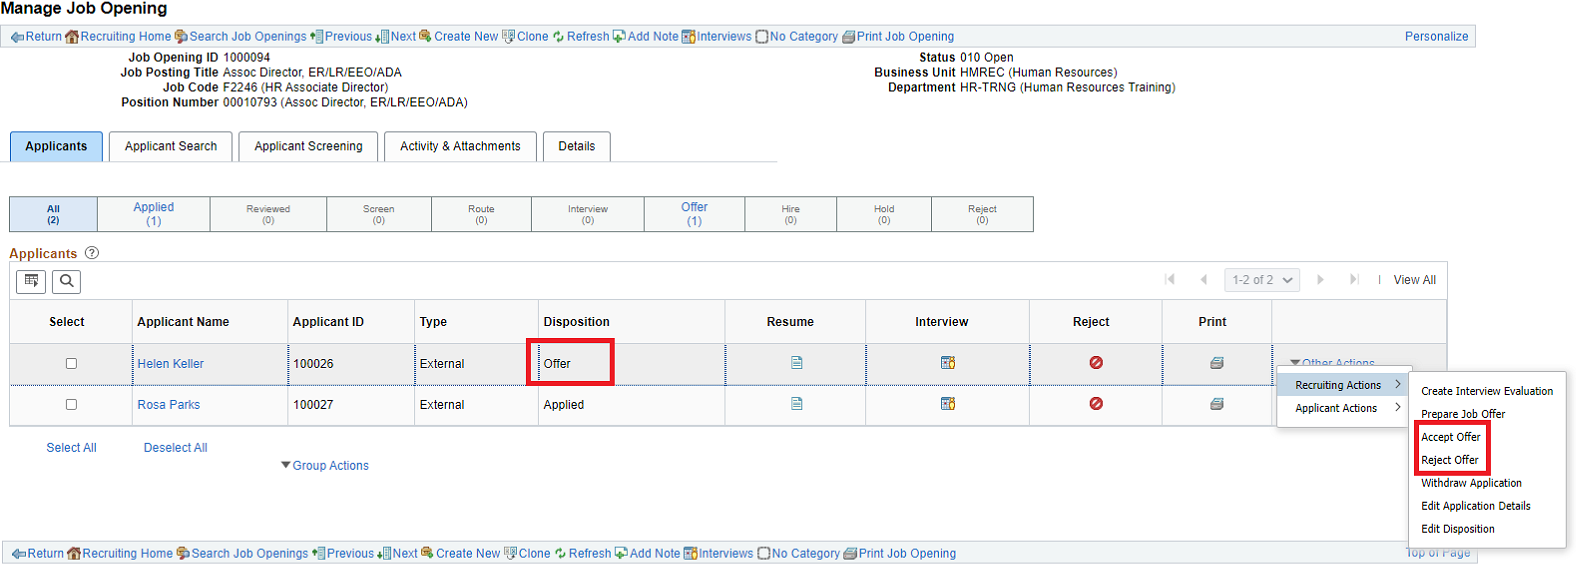 Manage Job Opening
Return Recruiting Home Search Job Openings Previous Next Create New Clone Refresh Add Note Interviews No Category Print Job Opening Personalize
Job Opening ID 1000094 Status 010 Open
Job Posting Title Assoc Director, ER/LR/EEO/ADA Business Unit HMREC (Human Resources)
Job Code F2246 (HR Associate Director) Department HR-TRNG (Human Resources Training)
Position Number 00010793 (Assoc Director, ER/LR/EEO/ADA)
Applicants Applicant Search Applicant Screening Activity & Attachments Details
All Applied Reviewed Screen Route Interview Offer Hire Hold Reject
(2) (1) (0) (0) (0) (0) (1) (0) (0) (0)
Applicants ?
1-2 of 2 View All
Select Applicant Name Applicant ID Type Disposition Resume Interview Reject Print
Helen Keller 100026 External Offer Other Actions
Recruiting Actions
Applicant Actions
Create Interview Evaluation
Prepare Job Offer
Accept Offer
Reject Offer
Withdraw Application
Edit Application Details
Edit Disposition
Rosa Parks 100027 External Applied
Select All Deselect All
Group Actions
Return Recruiting Home Search Job Openings Previous Next Create New Clone Refresh Add Note Interviews No Category Print Job Opening Top of Page